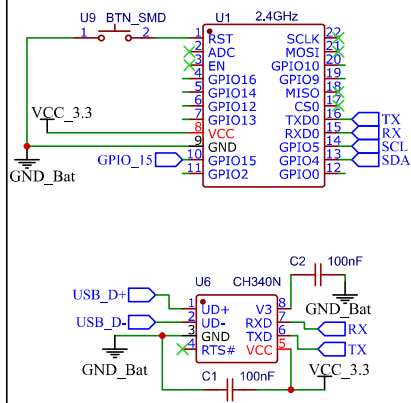 U9 BTN_SMD U1 2.4GHz
1 2
1 RST SCLK 22
2 ADC MOSI 21
3 EN GPIO10 20
4 GPIO16 GPIO9 19
5 GPIO14 MISO 18
6 GPIO12 CS0 17
VCC_3.3
7 GPIO13 TXD0 16 TX
8 VCC RXD0 15 RX
9 GND GPIO5 14 SCL
GPIO_15 10 GPIO15 GPIO4 13 SDA
11 GPIO2 GPIO0 12
GND_Bat
C2 100nF
U6 CH340N
USB_D+ 1 UD+ V3 8 GND_Bat
USB_D- 2 UD- RXD 7 RX
3 GND TXD 6 TX
4 RTS# VCC 5
GND_Bat C1 100nF VCC_3.3